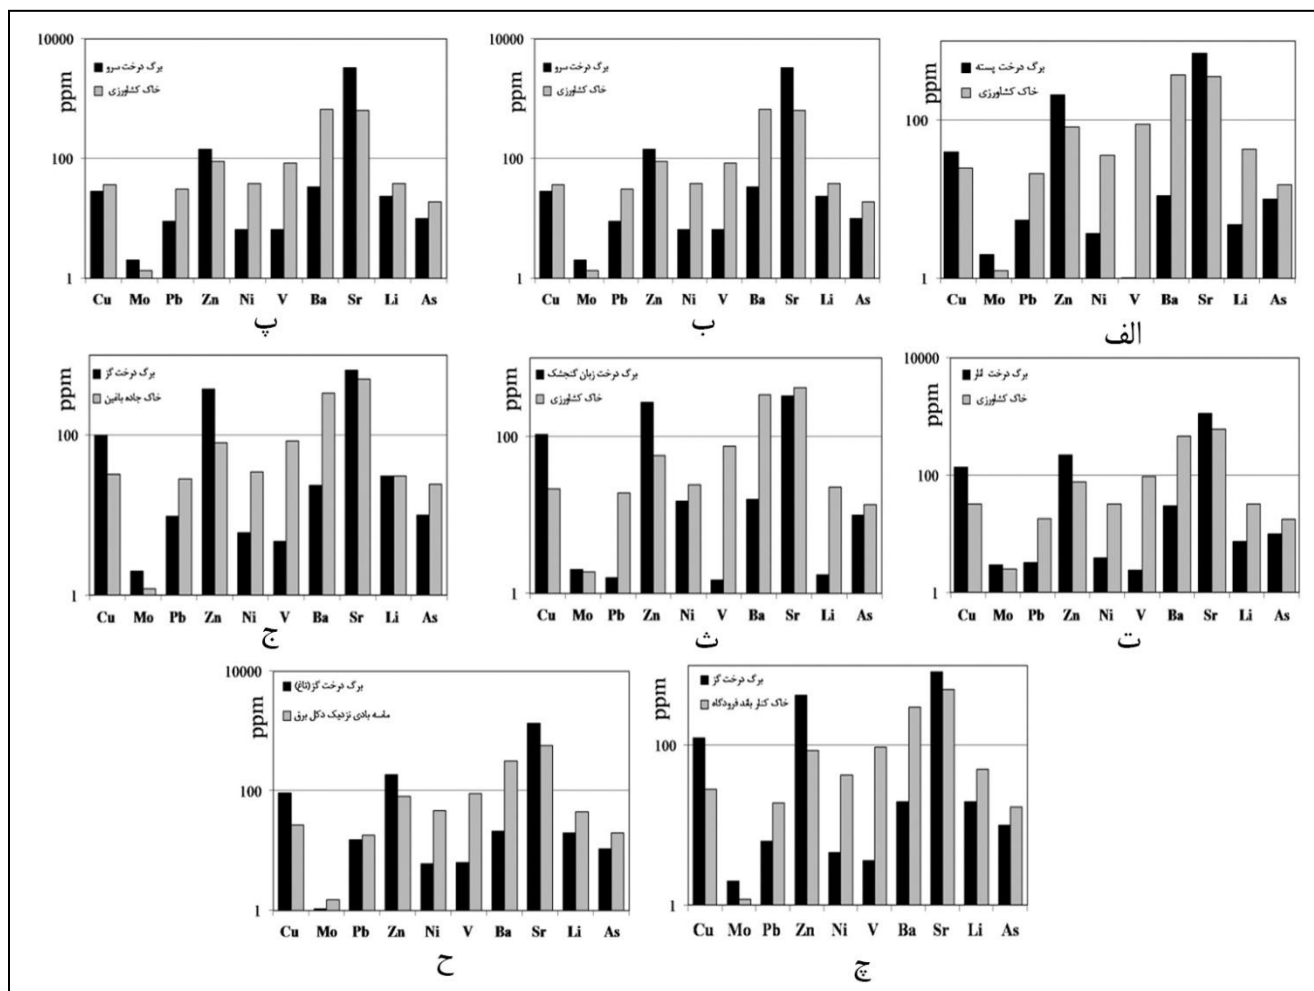 10000
ppm
برگ درخت سرو
خاک کشاورزی
100
1
Cu Mo Pb Zn Ni V Ba Sr Li As
پ
10000
ppm
برگ درخت سرو
خاک کشاورزی
100
1
Cu Mo Pb Zn Ni V Ba Sr Li As
ب
ppm
برگ درخت پسته
خاک کشاورزی
100
1
Cu Mo Pb Zn Ni V Ba Sr Li As
الف
ppm
برگ درخت گز
خاک جاده باغین
100
1
Cu Mo Pb Zn Ni V Ba Sr Li As
ج
ppm
برگ درخت زبان گنجشک
خاک کشاورزی
100
1
Cu Mo Pb Zn Ni V Ba Sr Li As
ث
10000
ppm
برگ درخت
خاک کشاورزی
100
1
Cu Mo Pb Zn Ni V Ba Sr Li As
ت
10000
ppm
برگ درخت گز(تاغ)
ماسه بادی نزدیک دکل برق
100
1
Cu Mo Pb Zn Ni V Ba Sr Li As
ح
ppm
برگ درخت گز
خاک کنار باند فرودگاه
100
1
Cu Mo Pb Zn Ni V Ba Sr Li As
چ